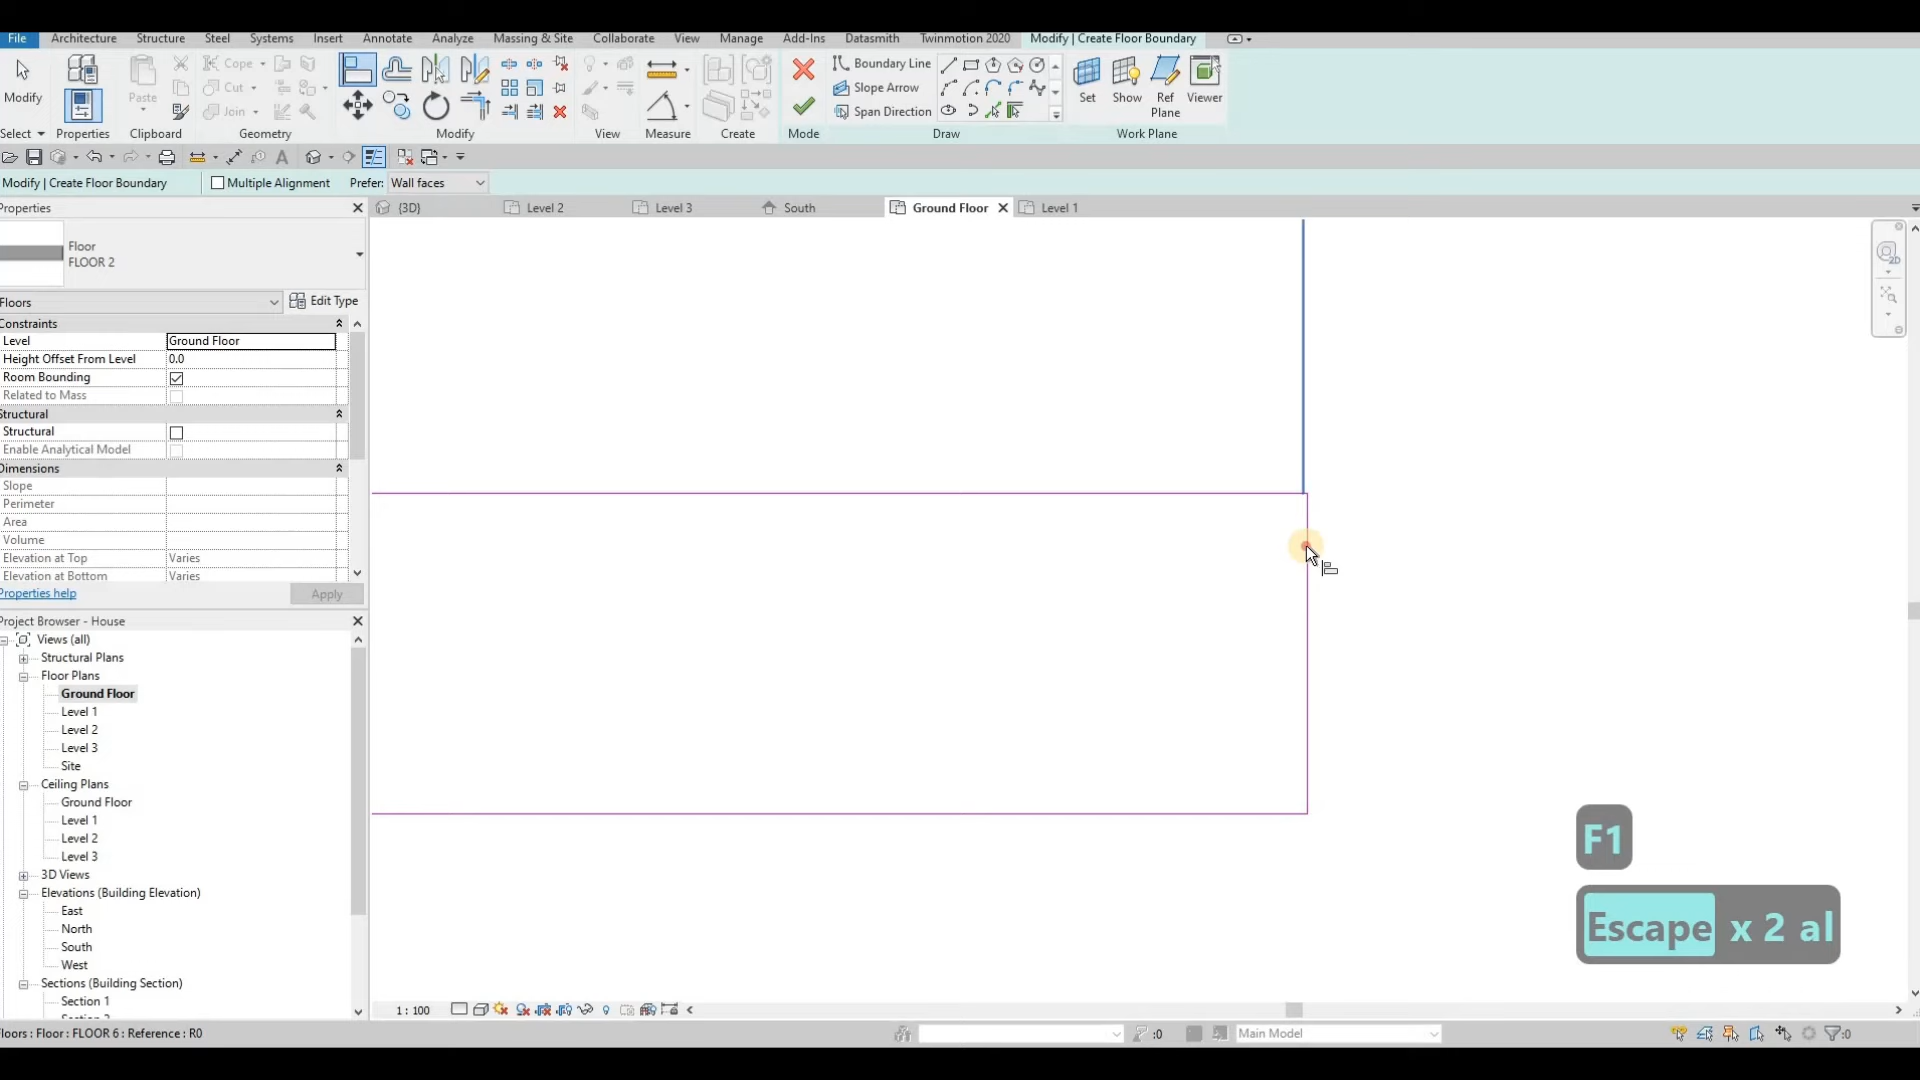 File Architecture Structure Steel Systems Insert Annotate Analyze Massing & Site Collaborate View Manage Add-Ins Datasmith Twinmotion 2020 Modify | Create Floor Boundary
Modify Paste Cope Cut Join Boundary Line Slope Arrow Span Direction Set Show Ref Plane Viewer
Select Properties Clipboard Geometry Modify View Measure Create Mode Draw Work Plane
Modify | Create Floor Boundary Multiple Alignment Prefer: Wall faces
Properties
{3D} Level 2 Level 3 South Ground Floor Level 1
Floor
FLOOR 2
Floors Edit Type
Constraints
Level Ground Floor
Height Offset From Level 0.0
Room Bounding
Related to Mass
Structural
Structural
Enable Analytical Model
Dimensions
Slope
Perimeter
Area
Volume
Elevation at Top Varies
Elevation at Bottom Varies
Properties help Apply
Project Browser - House
Views (all)
Structural Plans
Floor Plans
Ground Floor
Level 1
Level 2
Level 3
Site
Ceiling Plans
Ground Floor
Level 1
Level 2
Level 3
3D Views
Elevations (Building Elevation)
East
North
South
West
Sections (Building Section)
Section 1
F1
Escape x 2 al
1 : 100
Floors : Floor : FLOOR 6 : Reference : R0
:0 Main Model :0
2D